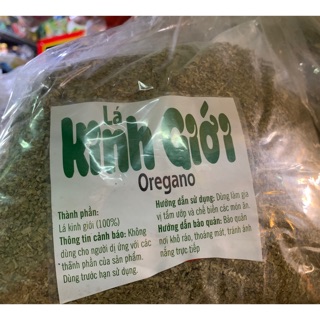 Lá
Kinh Giới
Oregano
Thành phần:
Lá kinh giới (100%)
Thông tin cảnh báo: Không
dùng cho người dị ứng với các
thành phần của sản phẩm.
Dùng trước hạn sử dụng.
Hướng dẫn sử dụng: Dùng làm gia
vị tẩm ướp và chế biến các món ăn.
Hướng dẫn bảo quản: Bảo quản
nơi khô ráo, thoáng mát, tránh ánh
nắng trực tiếp